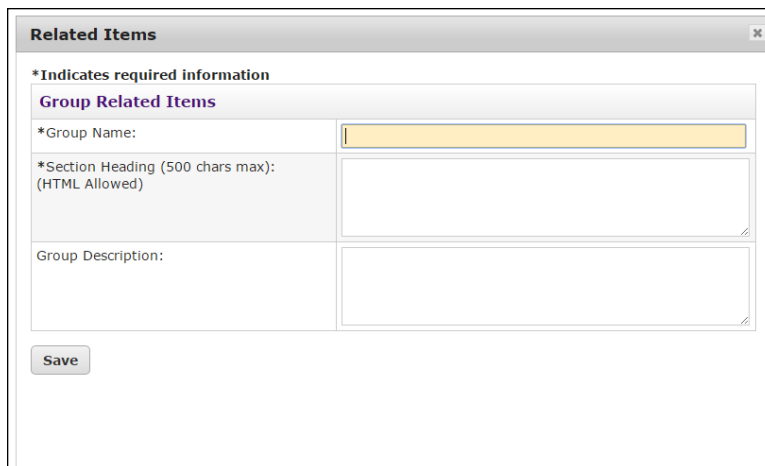 Related Items
*Indicates required information
Group Related Items
*Group Name:
*Section Heading (500 chars max):
(HTML Allowed)
Group Description:
Save